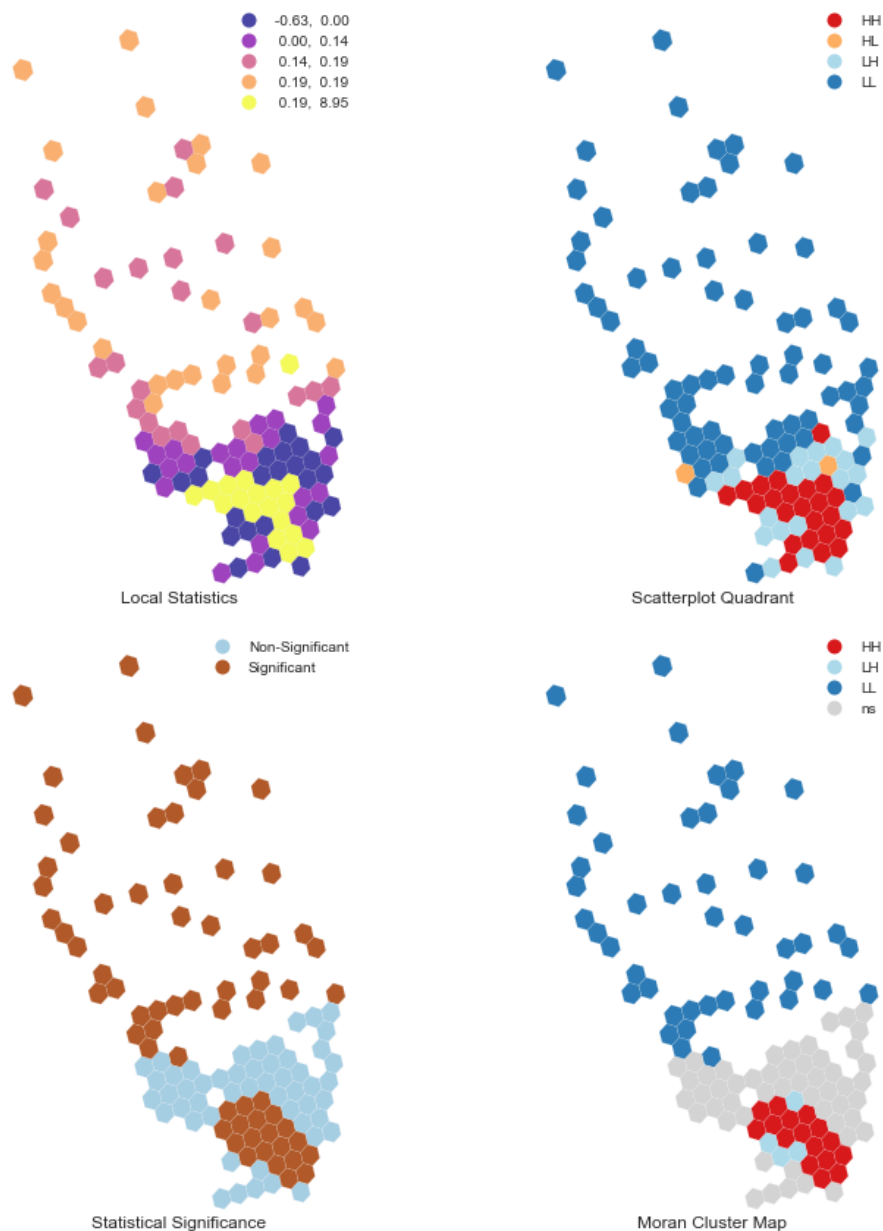 -0.63, 0.00
0.00, 0.14
0.14, 0.19
0.19, 0.19
0.19, 8.95
Local Statistics
HH
HL
LH
LL
Scatterplot Quadrant
Non-Significant
Significant
Statistical Significance
HH
LH
LL
ns
Moran Cluster Map